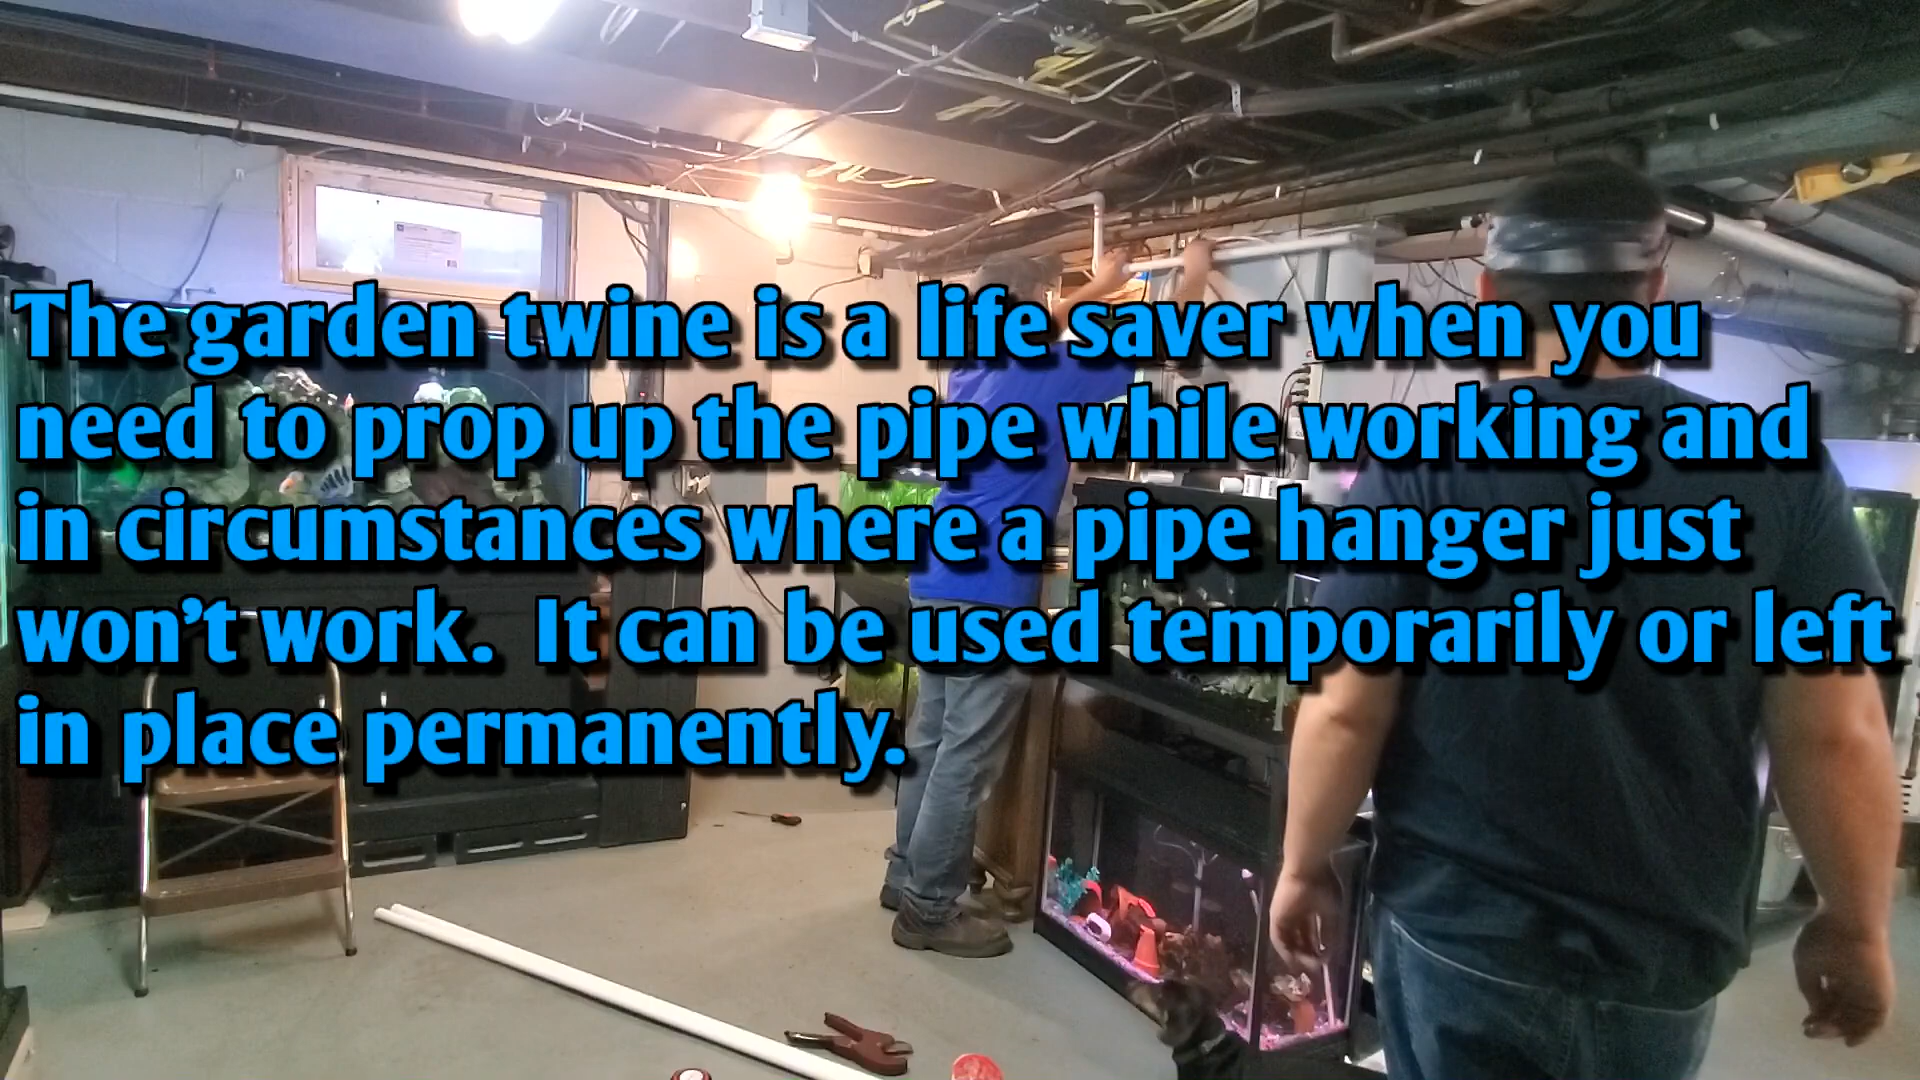 The garden twine is a life saver when you
need to prop up the pipe while working and
in circumstances where a pipe hanger just
won't work.  It can be used temporarily or left
in place permanently.